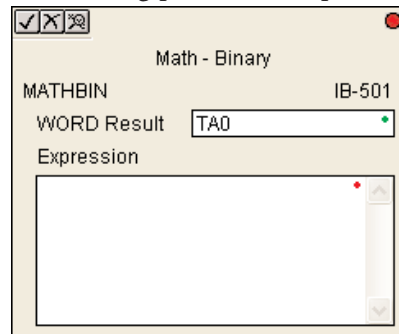 Math - Binary
MATHBIN IB-501
WORD Result TA0
Expression